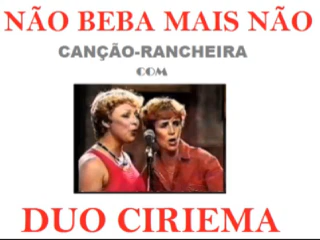 NÃO BEBA MAIS NÃO
CANÇÃO-RANCHEIRA
COM
DUO CIRIEMA